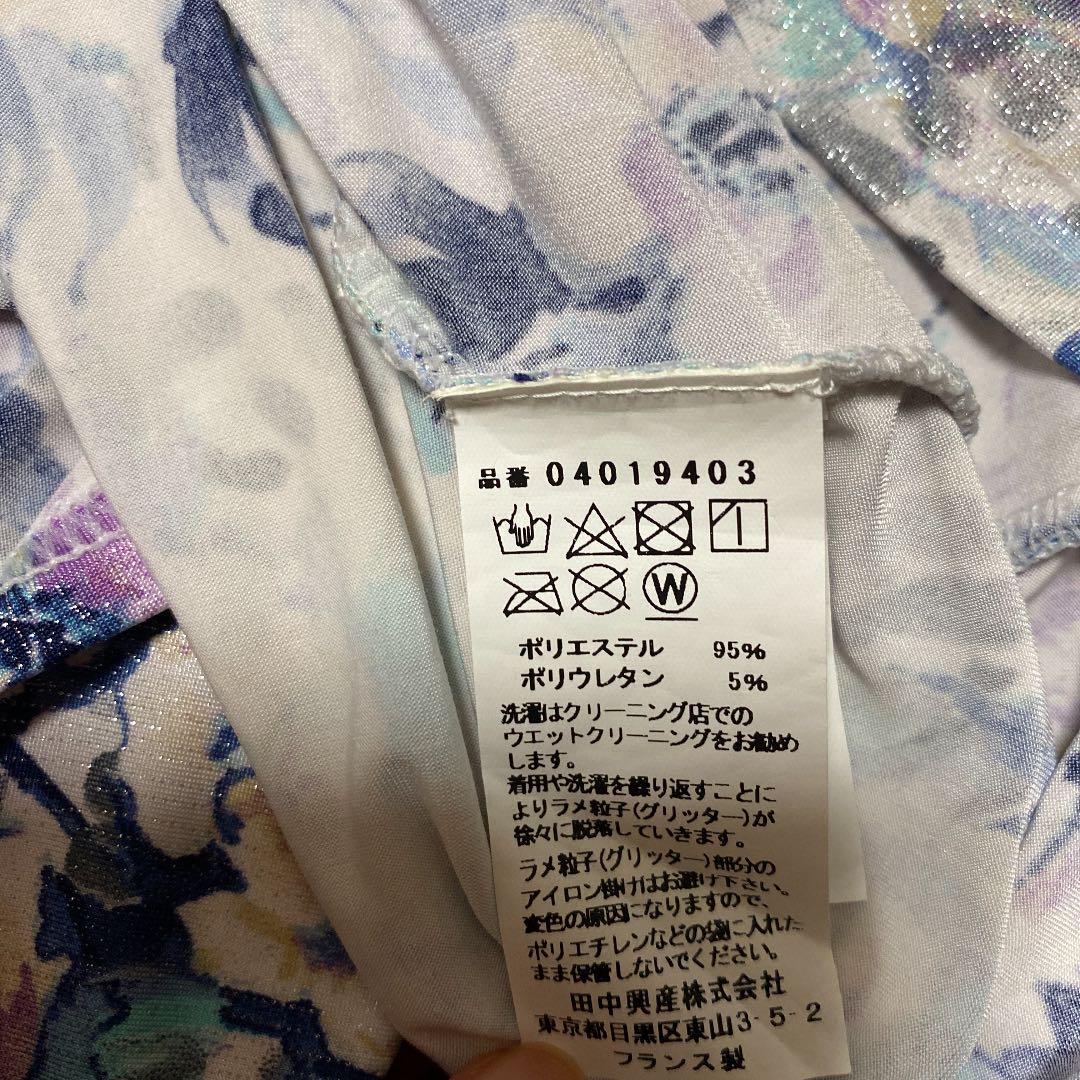 品番 04019403
W
ポリエステル 95%
ポリウレタン 5%
洗濯はクリーニング店での
ウエットクリーニングをお勧め
します。
着用や洗濯を繰り返すことに
よりラメ粒子(グリッター)が
徐々に脱落していきます。
ラメ粒子(グリッター)部分の
アイロン掛けはお避け下さい。
変色の原因になりますので、
ポリエチレンなどの袋に入れた
まま保管しないでください。
田中興産株式会社
東京都目黒区東山3-5-2
フランス製